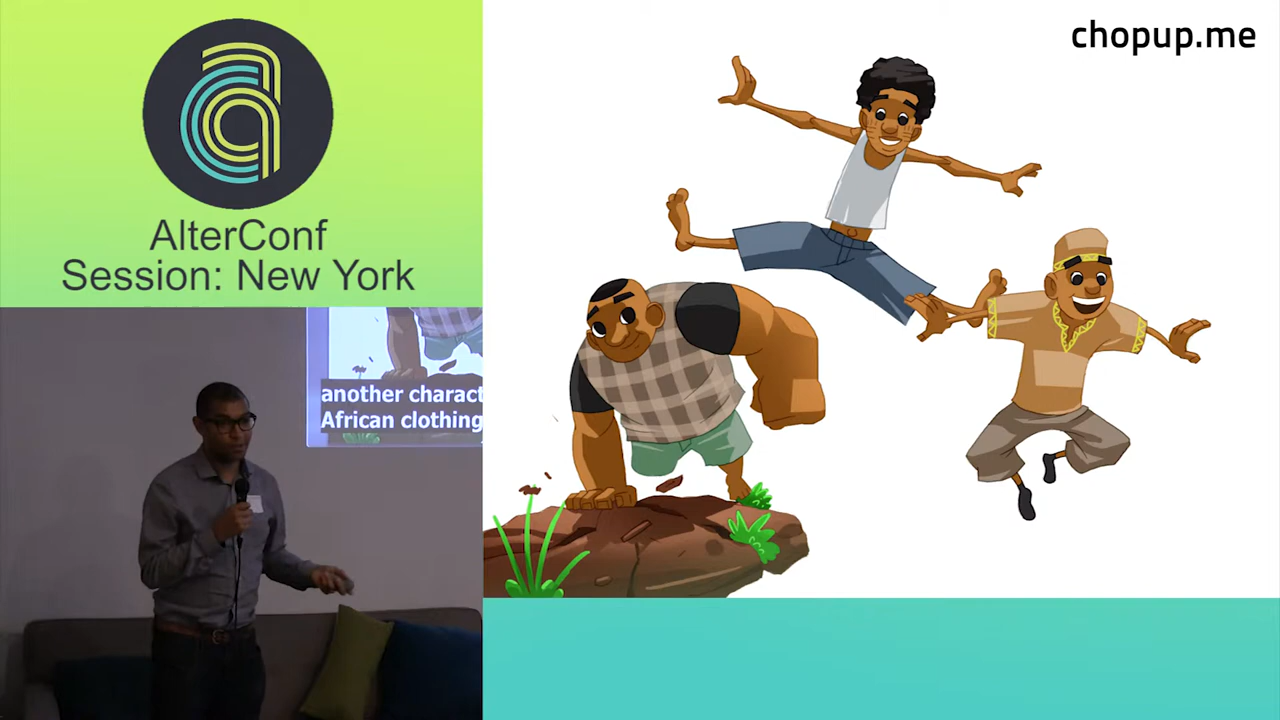 chopup.me
AlterConf
Session: New York
another charact
African clothing